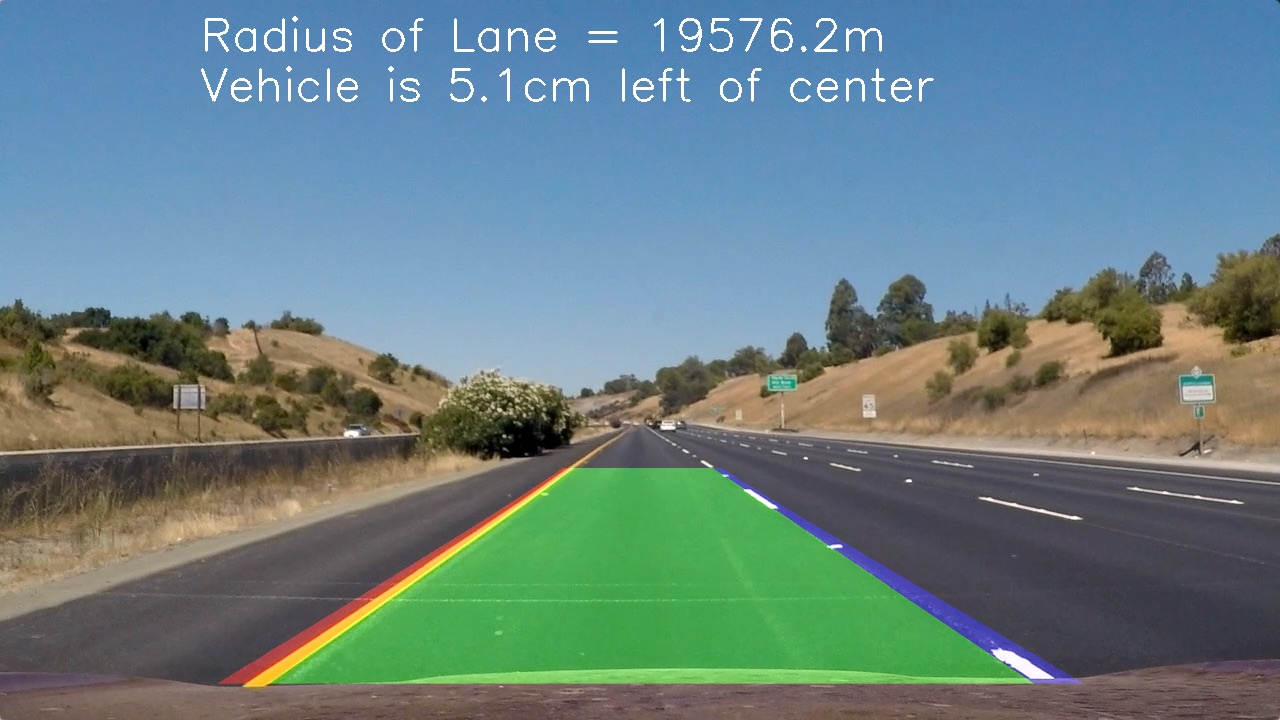 Radius of Lane = 19576.2m
Vehicle is 5.1cm left of center